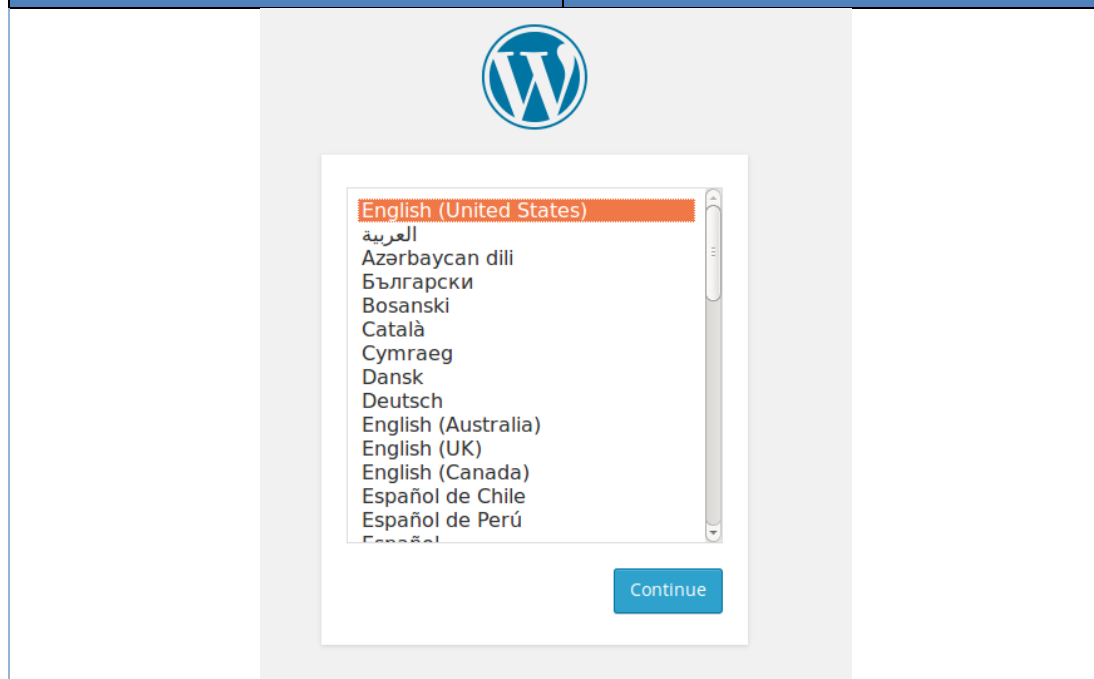 English (United States)
العربية
Azərbaycan dili
Български
Bosanski
Català
Cymraeg
Dansk
Deutsch
English (Australia)
English (UK)
English (Canada)
Español de Chile
Español de Perú
Español
Continue